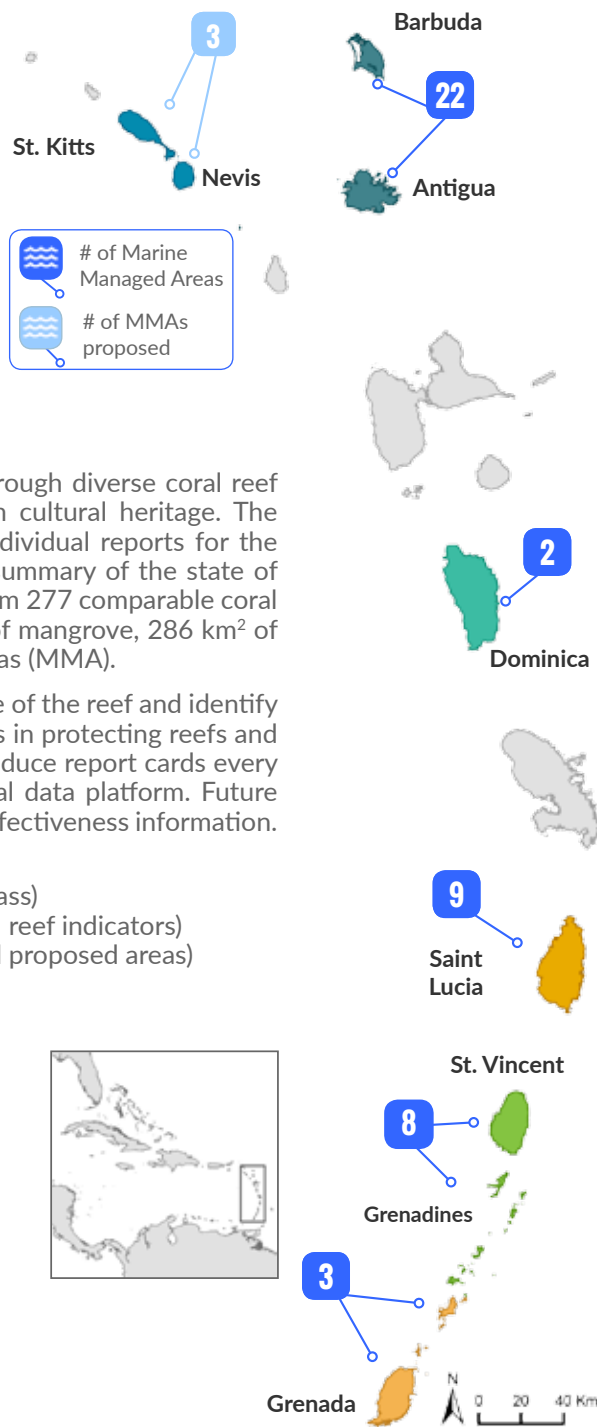 Barbuda
3
22
St. Kitts
Nevis
Antigua
# of Marine
Managed Areas
# of MMAs
proposed
rough diverse coral reef
cultural heritage. The
dividual reports for the
ummary of the state of
m 277 comparable coral
of mangrove, 286 km² of
as (MMA).
2
Dominica
e of the reef and identify
s in protecting reefs and
duce report cards every
al data platform. Future
ffectiveness information.
ass)
reef indicators)
proposed areas)
9
Saint
Lucia
St. Vincent
8
Grenadines
3
Grenada
N
0 20 40 Km